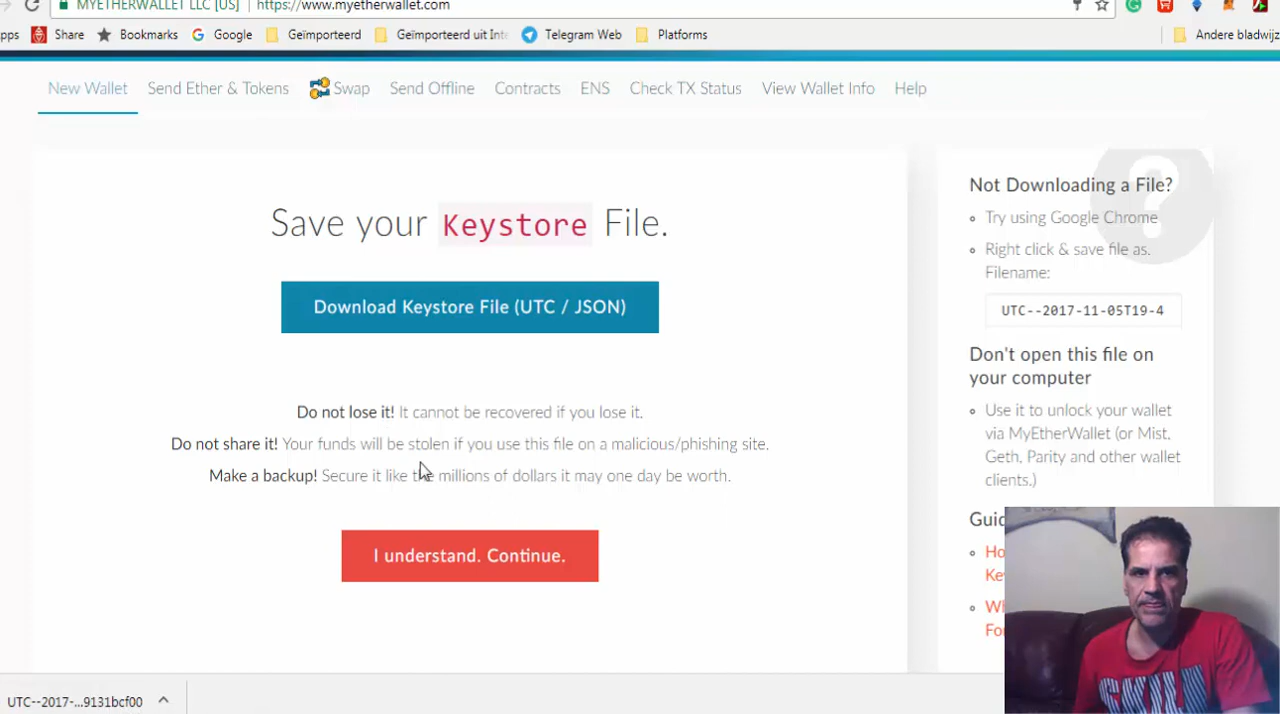 MYETHERWALLET LLC [US] https://www.myetherwallet.com
Share Bookmarks Google Geïmporteerd Geïmporteerd uit Telegram Web Platforms Andere bladwijz
New Wallet Send Ether & Tokens Swap Send Offline Contracts ENS Check TX Status View Wallet Info Help
Save your Keystore File.
Download Keystore File (UTC / JSON)
Do not lose it! It cannot be recovered if you lose it.
Do not share it! Your funds will be stolen if you use this file on a malicious/phishing site.
Make a backup! Secure it like the millions of dollars it may one day be worth.
I understand. Continue.
Not Downloading a File?
Try using Google Chrome
Right click & save file as.
Filename:
UTC--2017-11-05T19-4
Don't open this file on
your computer
Use it to unlock your wallet
via MyEtherWallet (or Mist,
Geth, Parity and other wallet
clients.)
UTC--2017-...9131bcf00